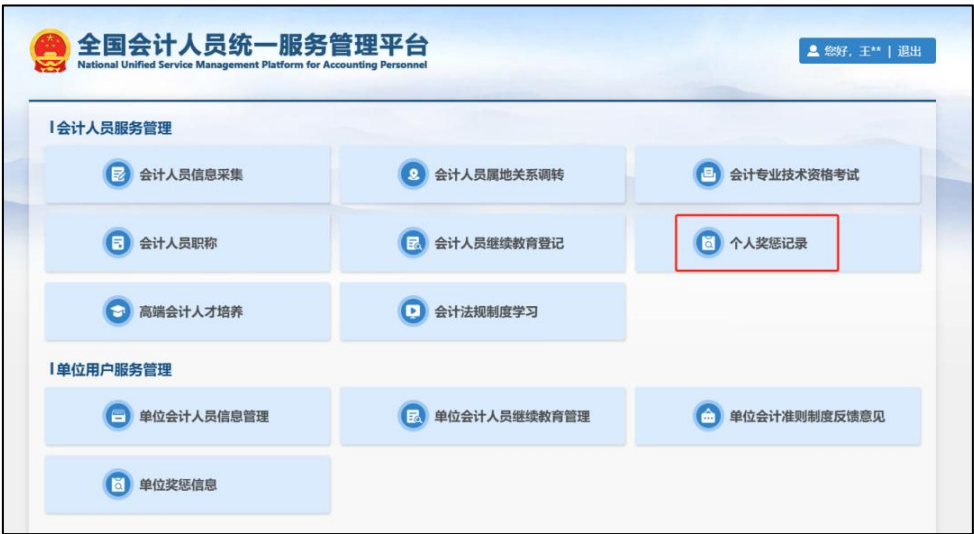 全国会计人员统一服务管理平台
National Unified Service Management Platform for Accounting Personnel
您好，王** | 退出
会计人员服务管理
会计人员信息采集
会计人员属地关系调转
会计专业技术资格考试
会计人员职称
会计人员继续教育登记
个人奖惩记录
高端会计人才培养
会计法规制度学习
单位用户服务管理
单位会计人员信息管理
单位会计人员继续教育管理
单位会计准则制度反馈意见
单位奖惩信息